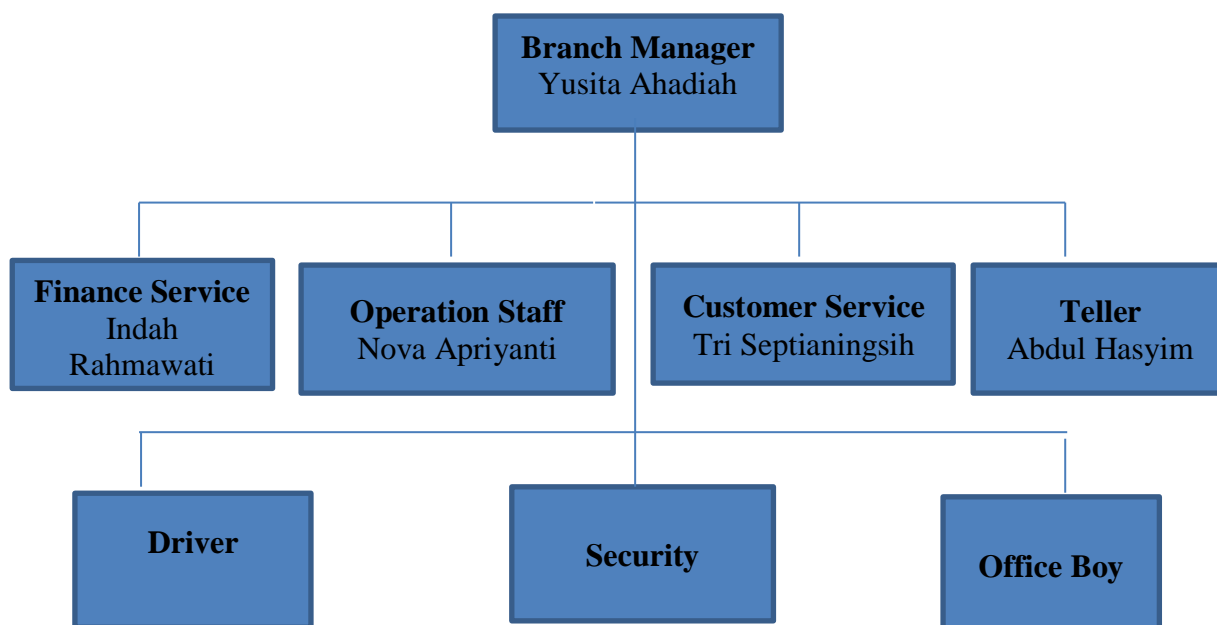 Branch Manager
Yusita Ahadiah
Finance Service
Indah
Rahmawati
Operation Staff
Nova Apriyanti
Customer Service
Tri Septianingsih
Teller
Abdul Hasyim
Driver
Security
Office Boy